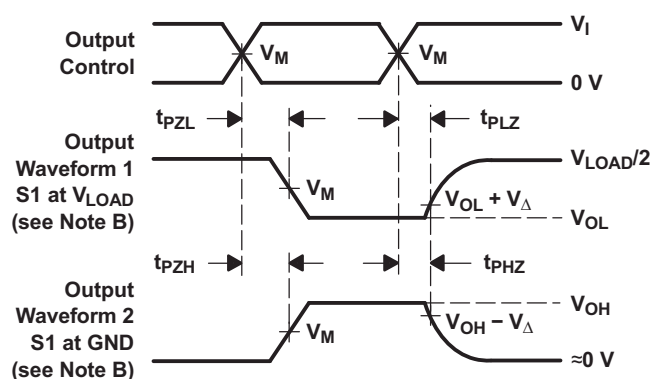 Output
Control
V_I
V_M
V_M
0 V
t_PZL
t_PLZ
Output
Waveform 1
S1 at V_LOAD
(see Note B)
V_LOAD/2
V_M
V_OL + V_Δ
V_OL
t_PZH
t_PHZ
Output
Waveform 2
S1 at GND
(see Note B)
V_OH
V_M
V_OH − V_Δ
≈0 V